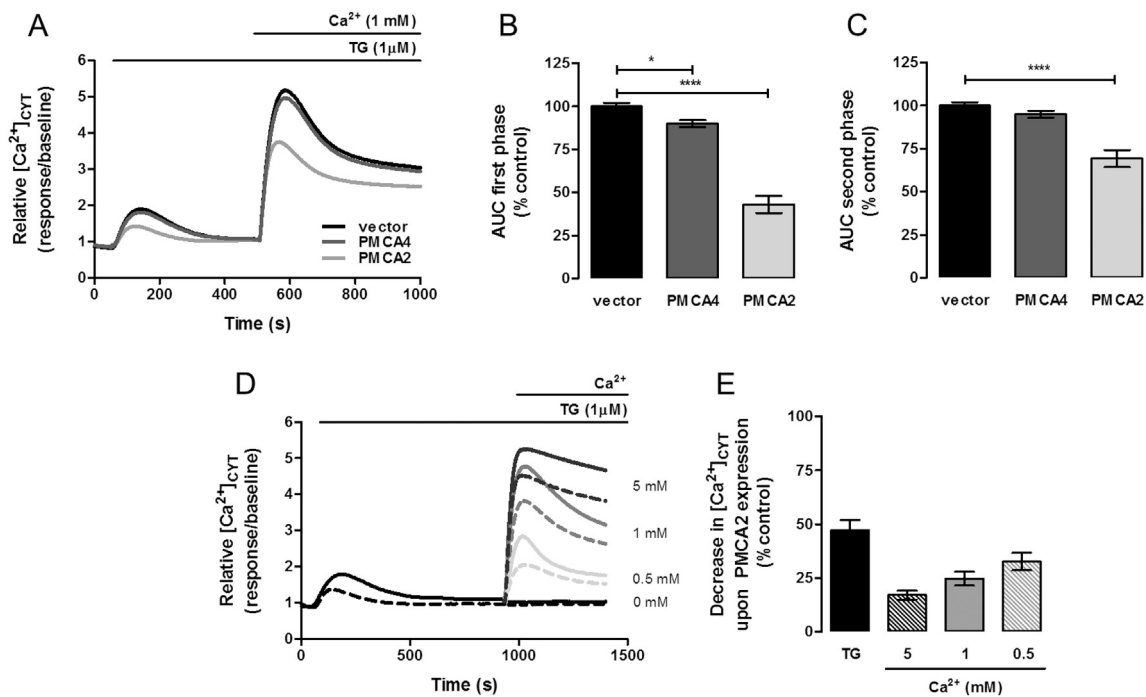 A
Ca²⁺ (1 mM)
TG (1µM)
Relative [Ca²⁺]CYT
(response/baseline)
6
5
4
3
2
1
0
vector
PMCA4
PMCA2
0 200 400 600 800 1000
Time (s)
B
*
****
AUC first phase
(% control)
125
100
75
50
25
0
vector PMCA4 PMCA2
C
****
AUC second phase
(% control)
125
100
75
50
25
0
vector PMCA4 PMCA2
D
Ca²⁺
TG (1µM)
Relative [Ca²⁺]CYT
(response/baseline)
6
5
4
3
2
1
0
5 mM
1 mM
0.5 mM
0 mM
0 500 1000 1500
Time (s)
E
Decrease in [Ca²⁺]CYT
upon PMCA2 expression
(% control)
100
75
50
25
0
TG 5 1 0.5
Ca²⁺ (mM)